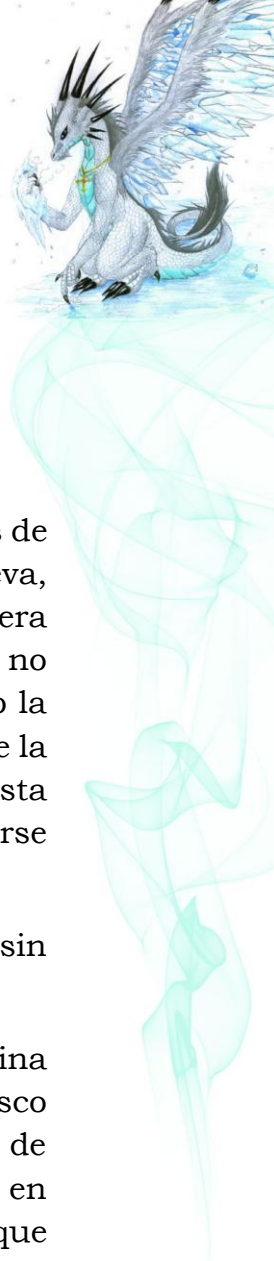 s de
eva,
era
no
o la
e la
sta
rse
sin
ina
sco
de
en
que